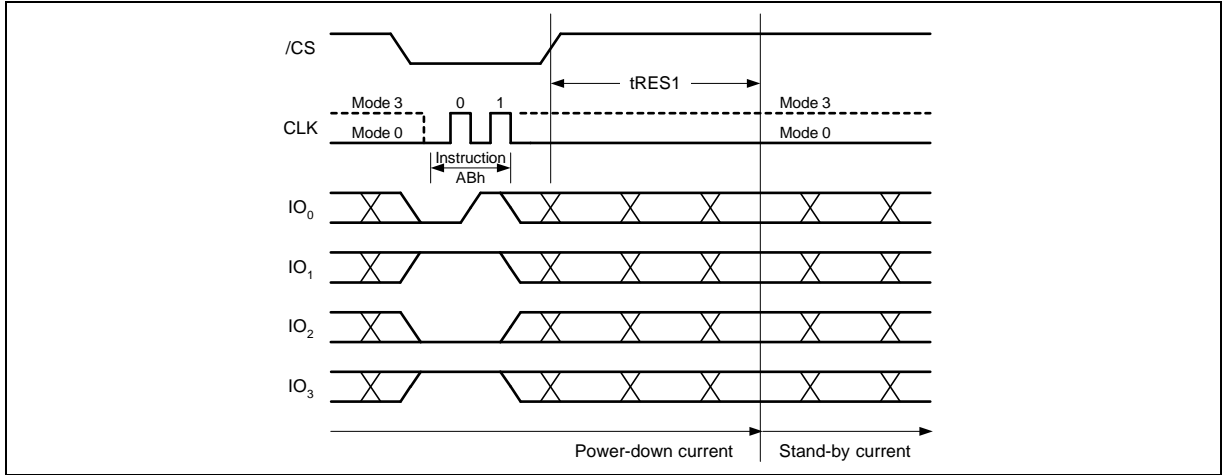 /CS
tRES1
Mode 3 0 1 Mode 3
CLK
Mode 0 Mode 0
Instruction
ABh
IO0
IO1
IO2
IO3
Power-down current Stand-by current